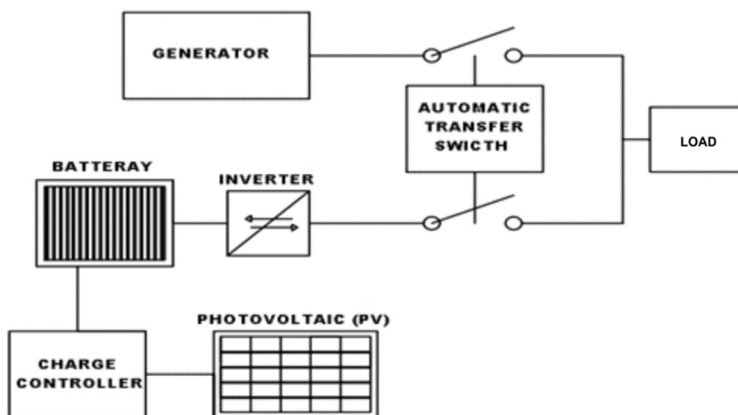 GENERATOR
AUTOMATIC
TRANSFER
SWICTH
LOAD
BATTERAY
INVERTER
PHOTOVOLTAIC (PV)
CHARGE
CONTROLLER